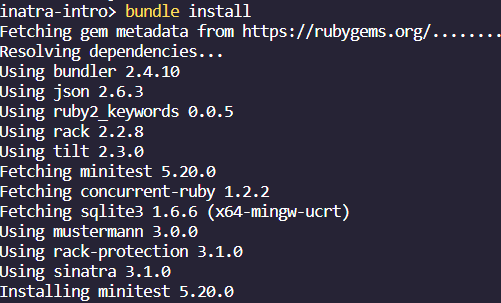 inatra-intro> bundle install
Fetching gem metadata from https://rubygems.org/........
Resolving dependencies...
Using bundler 2.4.10
Using json 2.6.3
Using ruby2_keywords 0.0.5
Using rack 2.2.8
Using tilt 2.3.0
Fetching minitest 5.20.0
Fetching concurrent-ruby 1.2.2
Fetching sqlite3 1.6.6 (x64-mingw-ucrt)
Using mustermann 3.0.0
Using rack-protection 3.1.0
Using sinatra 3.1.0
Installing minitest 5.20.0